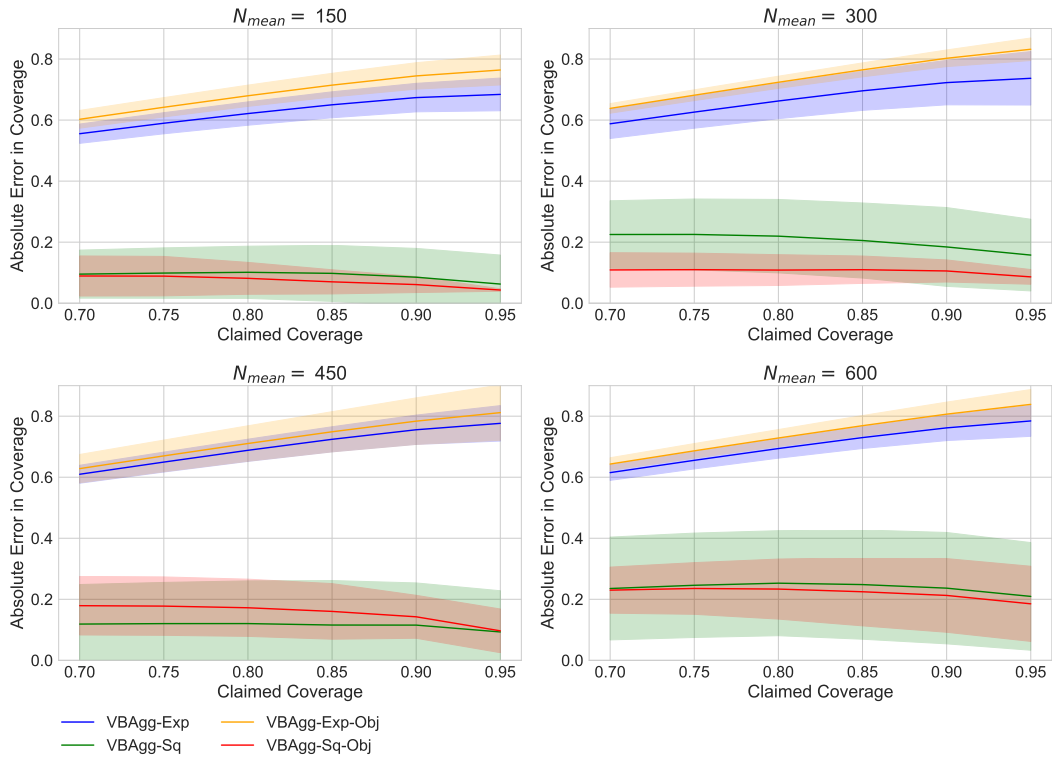 N_mean = 150
N_mean = 300
Absolute Error in Coverage
0.8
0.6
0.4
0.2
0.0
0.70 0.75 0.80 0.85 0.90 0.95
Claimed Coverage
Absolute Error in Coverage
0.8
0.6
0.4
0.2
0.0
0.70 0.75 0.80 0.85 0.90 0.95
Claimed Coverage
N_mean = 450
N_mean = 600
Absolute Error in Coverage
0.8
0.6
0.4
0.2
0.0
0.70 0.75 0.80 0.85 0.90 0.95
Claimed Coverage
Absolute Error in Coverage
0.8
0.6
0.4
0.2
0.0
0.70 0.75 0.80 0.85 0.90 0.95
Claimed Coverage
VBAgg-Exp
VBAgg-Sq
VBAgg-Exp-Obj
VBAgg-Sq-Obj